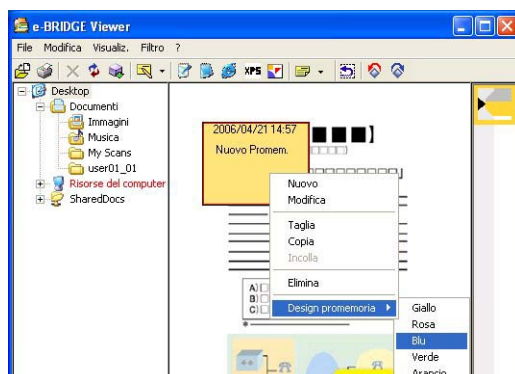 e-BRIDGE Viewer
File Modifica Visualiz. Filtro ?
XPS
Desktop
Documenti
Immagini
Musica
My Scans
user01_01
Risorse del computer
SharedDocs
2006/04/21 14:57
Nuovo Promem.
Nuovo
Modifica
Taglia
Copia
Incolla
Elimina
Design promemoria
Giallo
Rosa
Blu
Verde
Arancio
A)
B)
C)